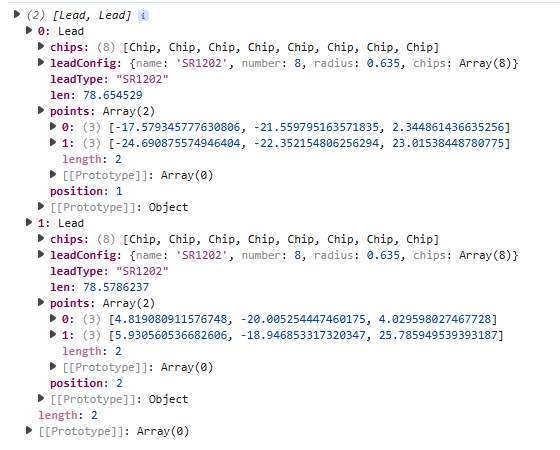 ▶ (2) [Lead, Lead] i
▼ 0: Lead
▶ chips: (8) [Chip, Chip, Chip, Chip, Chip, Chip, Chip, Chip]
▶ leadConfig: {name: 'SR1202', number: 8, radius: 0.635, chips: Array(8)}
leadType: "SR1202"
len: 78.654529
▼ points: Array(2)
▶ 0: (3) [-17.579345777630806, -21.559795163571835, 2.344861436635256]
▶ 1: (3) [-24.690875574946404, -22.352154806256294, 23.01538448780775]
length: 2
▶ [[Prototype]]: Array(0)
position: 1
▶ [[Prototype]]: Object
▼ 1: Lead
▶ chips: (8) [Chip, Chip, Chip, Chip, Chip, Chip, Chip, Chip]
▶ leadConfig: {name: 'SR1202', number: 8, radius: 0.635, chips: Array(8)}
leadType: "SR1202"
len: 78.5786237
▼ points: Array(2)
▶ 0: (3) [4.819080911576748, -20.005254447460175, 4.029598027467728]
▶ 1: (3) [5.930560536682606, -18.946853317320347, 25.785949539393187]
length: 2
▶ [[Prototype]]: Array(0)
position: 2
▶ [[Prototype]]: Object
length: 2
▶ [[Prototype]]: Array(0)